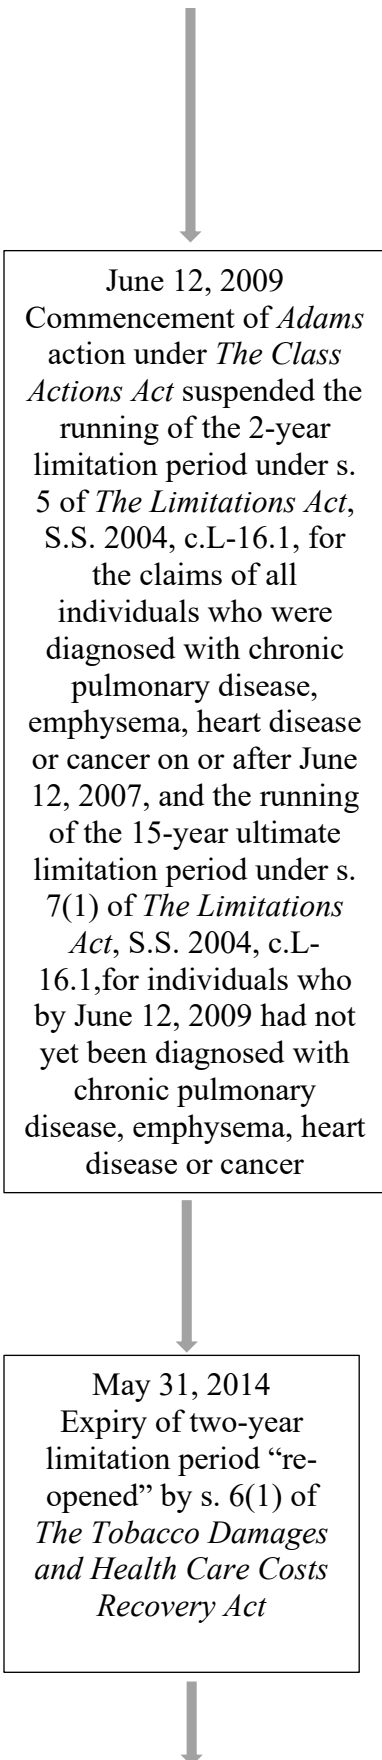 June 12, 2009
Commencement of Adams
action under The Class
Actions Act suspended the
running of the 2-year
limitation period under s.
5 of The Limitations Act,
S.S. 2004, c.L-16.1, for
the claims of all
individuals who were
diagnosed with chronic
pulmonary disease,
emphysema, heart disease
or cancer on or after June
12, 2007, and the running
of the 15-year ultimate
limitation period under s.
7(1) of The Limitations
Act, S.S. 2004, c.L-
16.1,for individuals who
by June 12, 2009 had not
yet been diagnosed with
chronic pulmonary
disease, emphysema, heart
disease or cancer
May 31, 2014
Expiry of two-year
limitation period “re-
opened” by s. 6(1) of
The Tobacco Damages
and Health Care Costs
Recovery Act